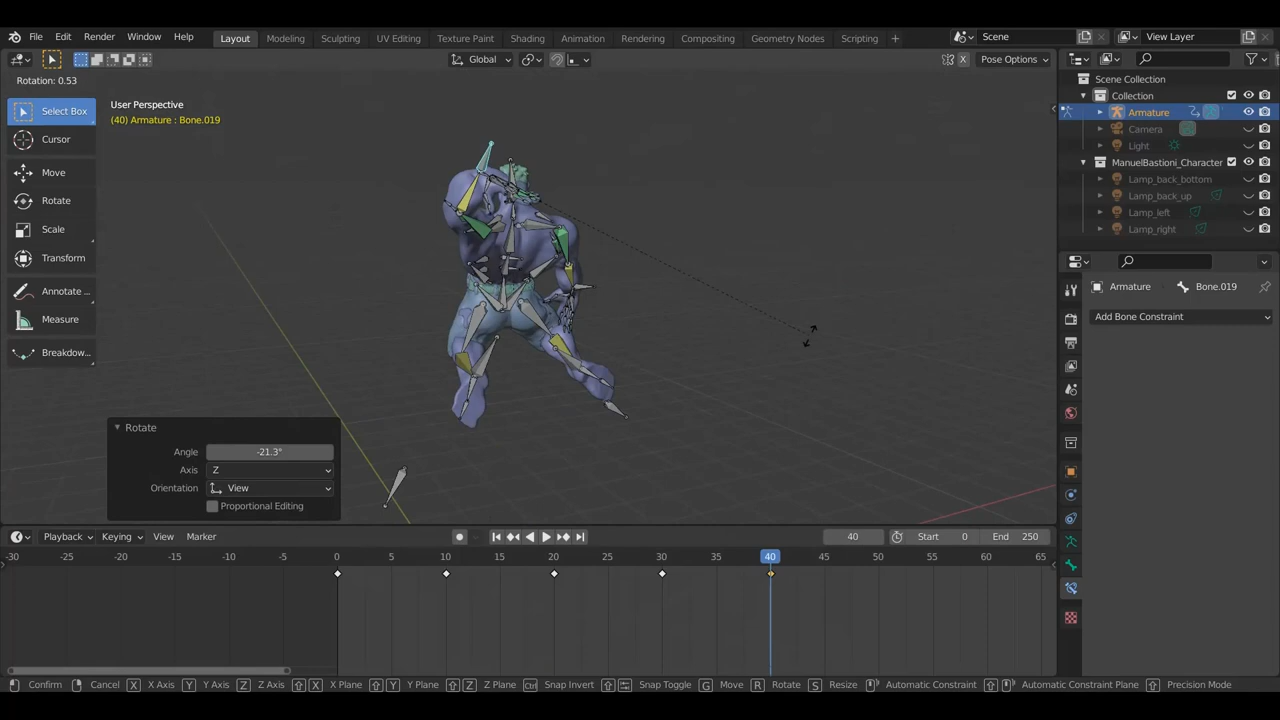 File Edit Render Window Help Layout Modeling Sculpting UV Editing Texture Paint Shading Animation Rendering Compositing Geometry Nodes Scripting + Scene View Layer
Global X Pose Options
Rotation: 0.53
Select Box
Cursor
Move
Rotate
Scale
Transform
Annotate...
Measure
Breakdow...
User Perspective
(40) Armature : Bone.019
Rotate
Angle -21.3°
Axis Z
Orientation View
Proportional Editing
Scene Collection
Collection
Armature
Camera
Light
ManuelBastioni_Character
Lamp_back_bottom
Lamp_back_up
Lamp_left
Lamp_right
Armature Bone.019
Add Bone Constraint
Playback Keying View Marker 40 Start 0 End 250
-30 -25 -20 -15 -10 -5 0 5 10 15 20 25 30 35 40 45 50 55 60 65
Confirm Cancel X X Axis Y Y Axis Z Z Axis X X Plane Y Y Plane Z Z Plane Ctrl Snap Invert Snap Toggle G Move R Rotate S Resize Automatic Constraint Automatic Constraint Plane Precision Mode